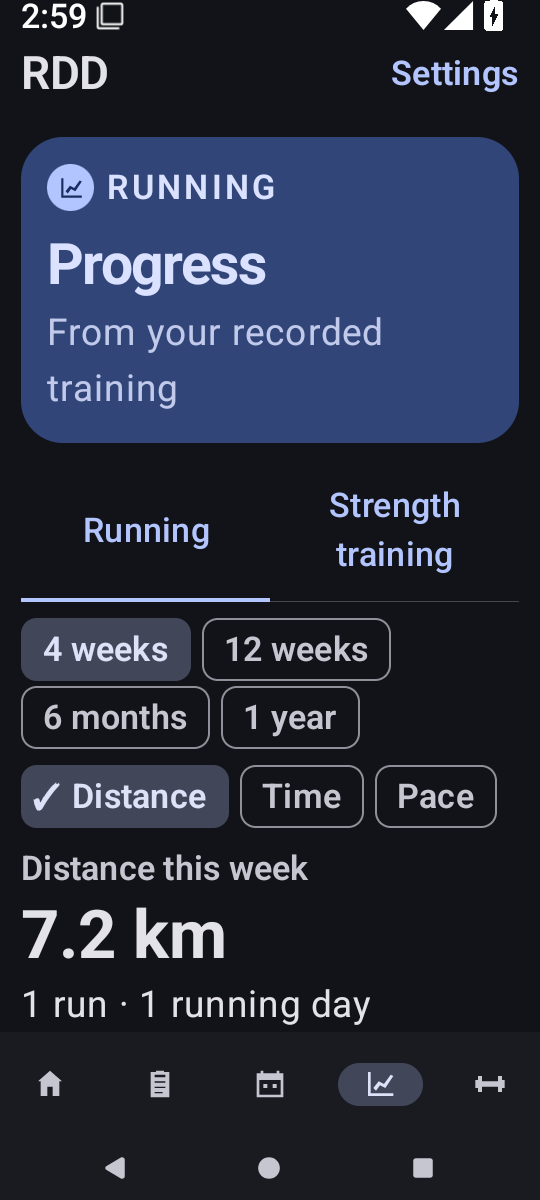 2:59
RDD
Settings
RUNNING
Progress
From your recorded
training
Running
Strength
training
4 weeks
12 weeks
6 months
1 year
✓ Distance
Time
Pace
Distance this week
7.2 km
1 run · 1 running day